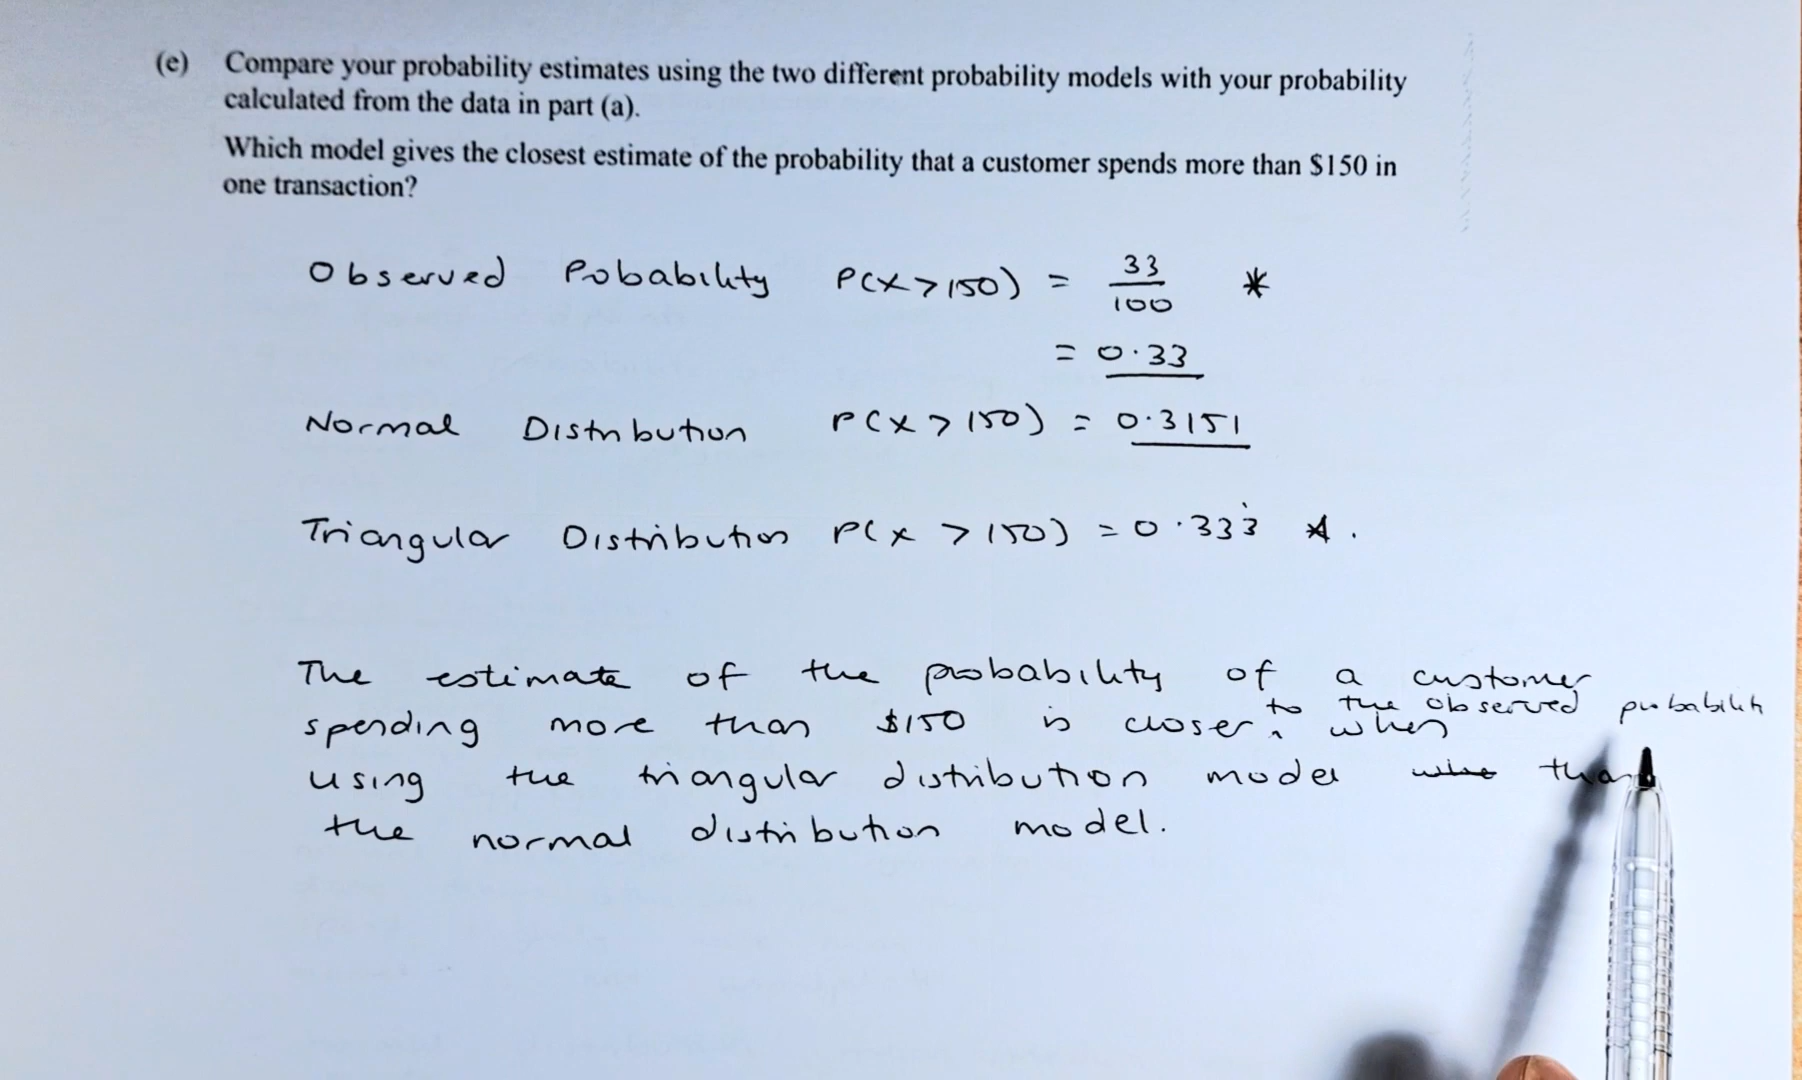 (e) Compare your probability estimates using the two different probability models with your probability
calculated from the data in part (a).
Which model gives the closest estimate of the probability that a customer spends more than $150 in
one transaction?
Observed Probability P(X > 150) = 33/100 *
= 0.33
Normal Distribution P(X > 150) = 0.3151
Triangular Distribution P(X > 150) = 0.333̇ * .
The estimate of the probability of a customer
to the observed probability
spending more than $150 is closer ‸ when
using the triangular distribution model than
the normal distribution model.